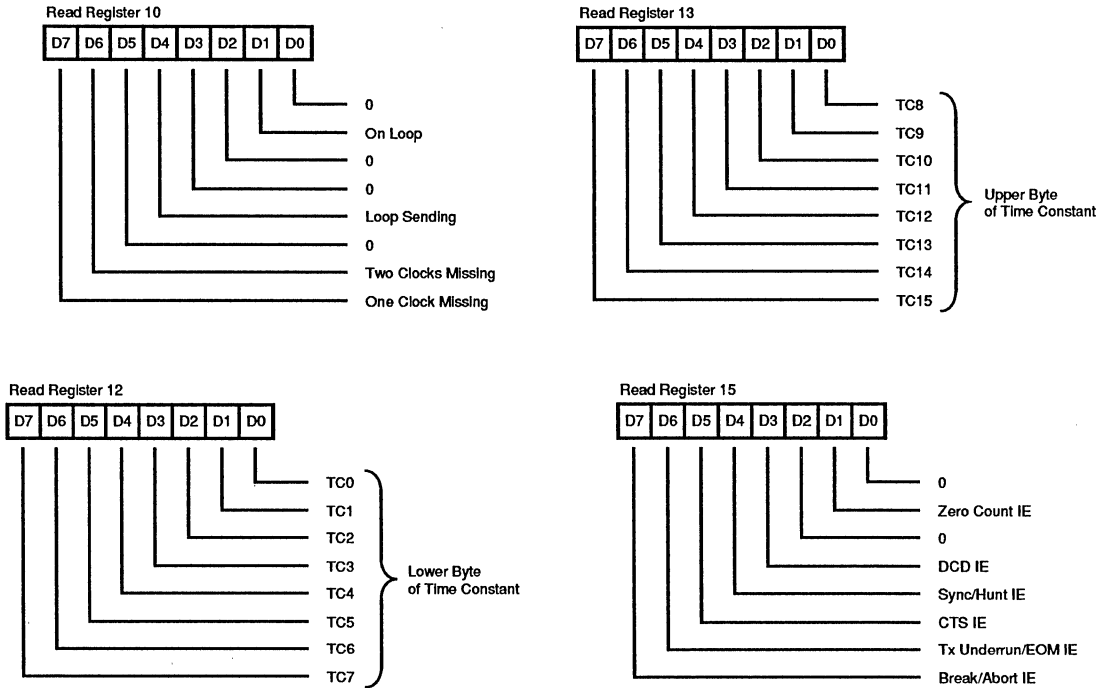 Read Register 10
D7 D6 D5 D4 D3 D2 D1 D0
0
On Loop
0
0
Loop Sending
0
Two Clocks Missing
One Clock Missing
Read Register 13
D7 D6 D5 D4 D3 D2 D1 D0
TC8
TC9
TC10
TC11
TC12
TC13
TC14
TC15
Upper Byte
of Time Constant
Read Register 12
D7 D6 D5 D4 D3 D2 D1 D0
TC0
TC1
TC2
TC3
TC4
TC5
TC6
TC7
Lower Byte
of Time Constant
Read Register 15
D7 D6 D5 D4 D3 D2 D1 D0
0
Zero Count IE
0
DCD IE
Sync/Hunt IE
CTS IE
Tx Underrun/EOM IE
Break/Abort IE